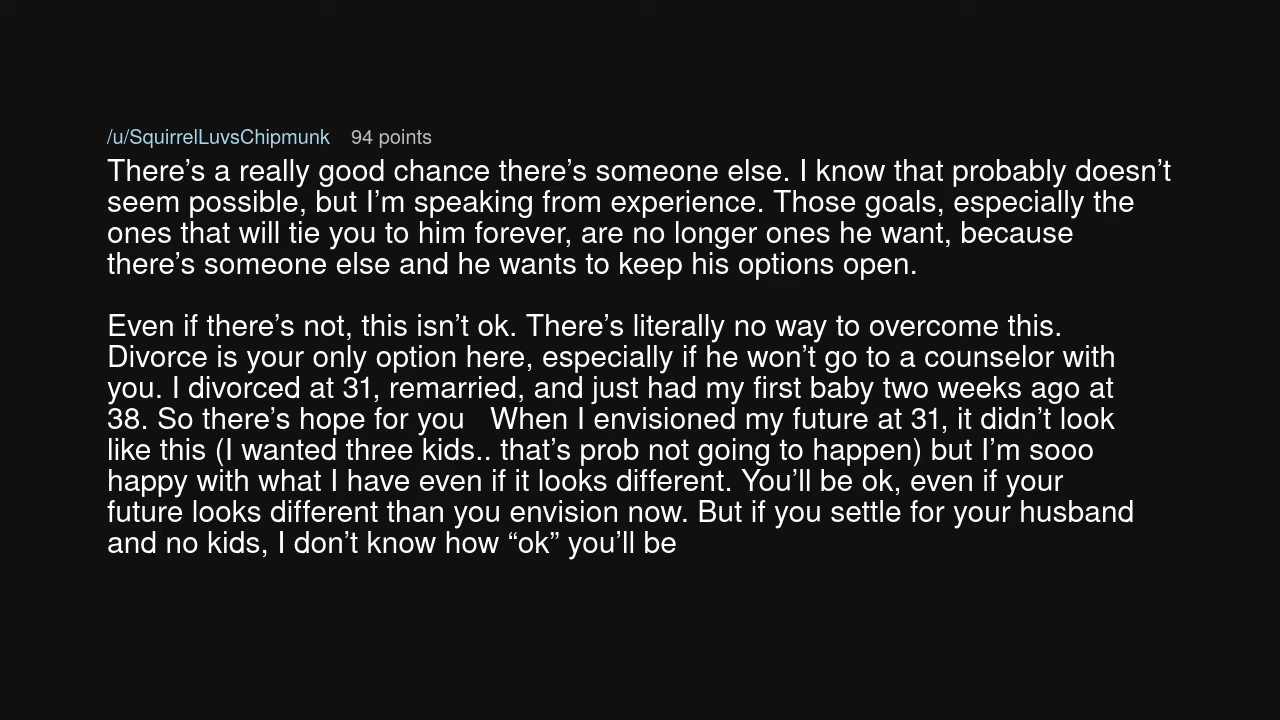 /u/SquirrelLuvsChipmunk 94 points
There’s a really good chance there’s someone else. I know that probably doesn’t
seem possible, but I’m speaking from experience. Those goals, especially the
ones that will tie you to him forever, are no longer ones he want, because
there’s someone else and he wants to keep his options open.
Even if there’s not, this isn’t ok. There’s literally no way to overcome this.
Divorce is your only option here, especially if he won’t go to a counselor with
you. I divorced at 31, remarried, and just had my first baby two weeks ago at
38. So there’s hope for you When I envisioned my future at 31, it didn’t look
like this (I wanted three kids.. that’s prob not going to happen) but I’m sooo
happy with what I have even if it looks different. You’ll be ok, even if your
future looks different than you envision now. But if you settle for your husband
and no kids, I don’t know how “ok” you’ll be